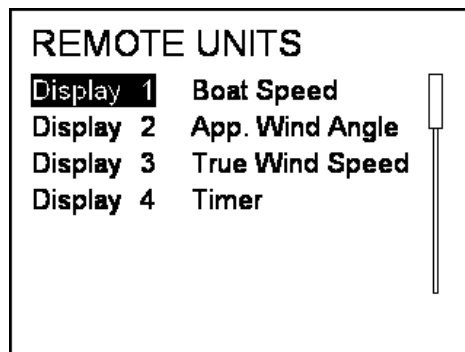 REMOTE UNITS
Display 1 Boat Speed
Display 2 App. Wind Angle
Display 3 True Wind Speed
Display 4 Timer